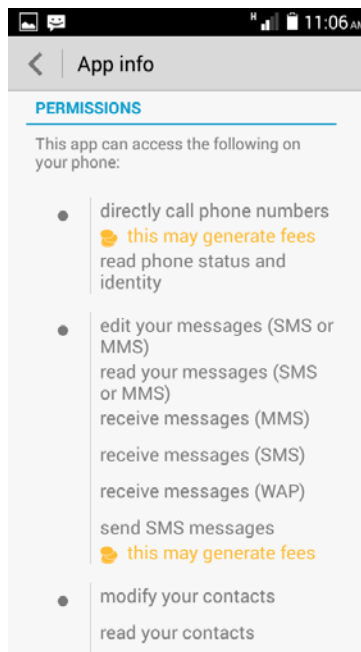 H 11:06 AM
App info
PERMISSIONS
This app can access the following on
your phone:
directly call phone numbers
this may generate fees
read phone status and
identity
edit your messages (SMS or
MMS)
read your messages (SMS
or MMS)
receive messages (MMS)
receive messages (SMS)
receive messages (WAP)
send SMS messages
this may generate fees
modify your contacts
read your contacts